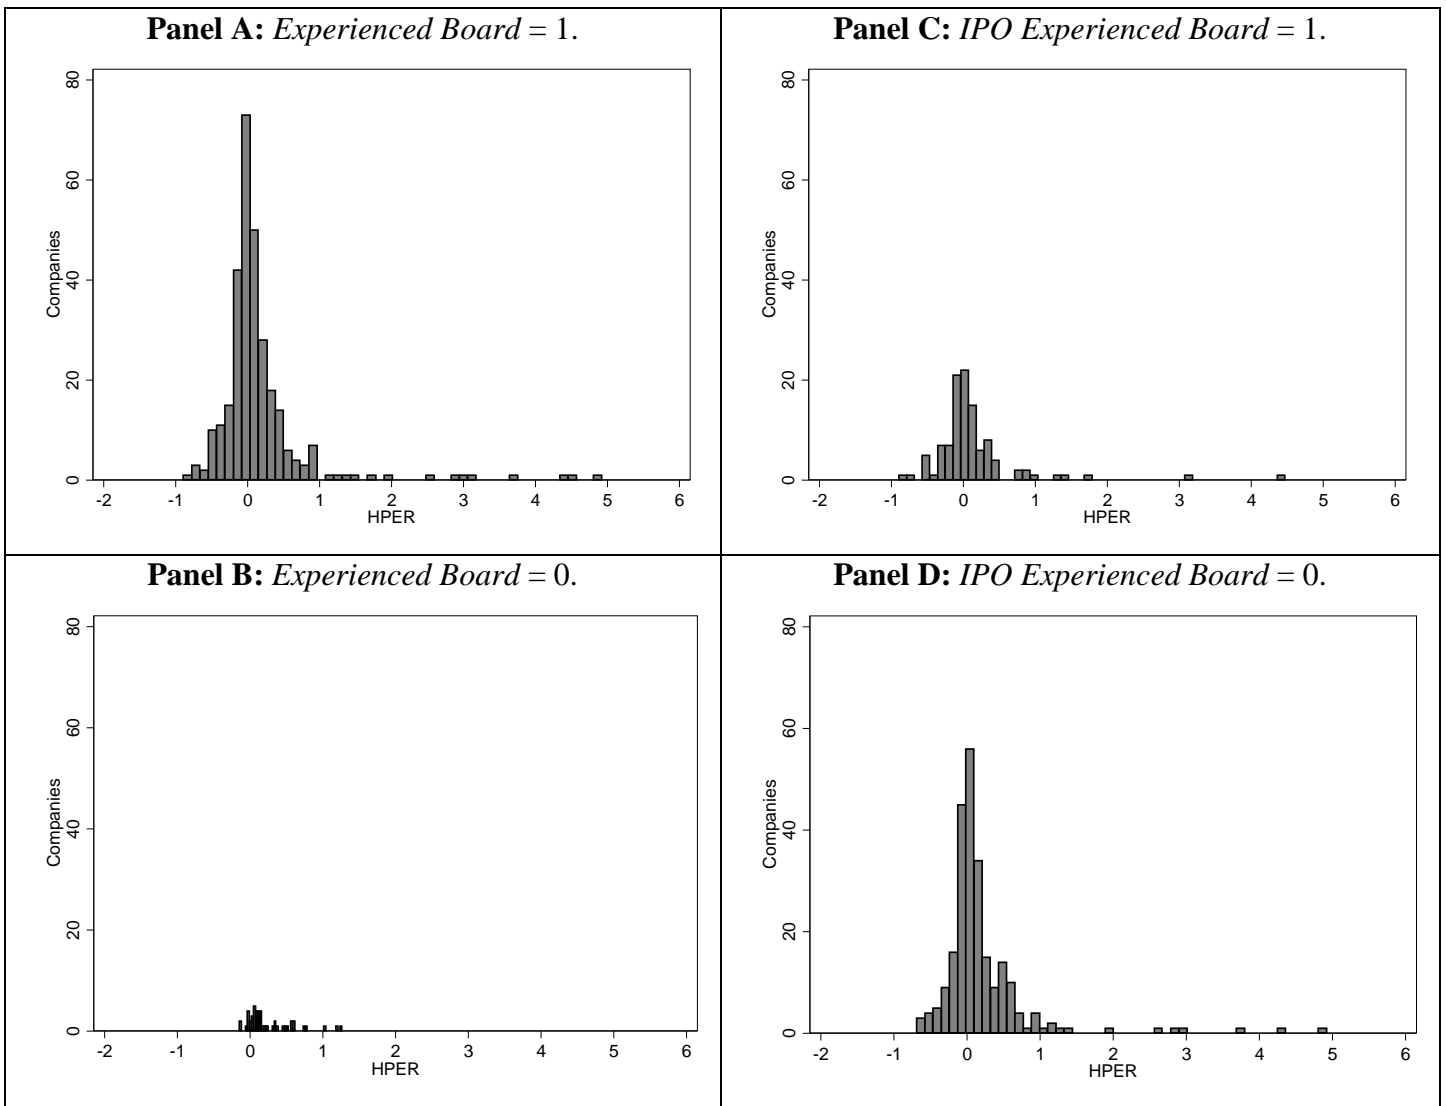 Panel A: Experienced Board = 1.
80
60
40
20
0
Companies
-2 -1 0 1 2 3 4 5 6
HPER
Panel C: IPO Experienced Board = 1.
80
60
40
20
0
Companies
-2 -1 0 1 2 3 4 5 6
HPER
Panel B: Experienced Board = 0.
80
60
40
20
0
Companies
-2 -1 0 1 2 3 4 5 6
HPER
Panel D: IPO Experienced Board = 0.
80
60
40
20
0
Companies
-2 -1 0 1 2 3 4 5 6
HPER